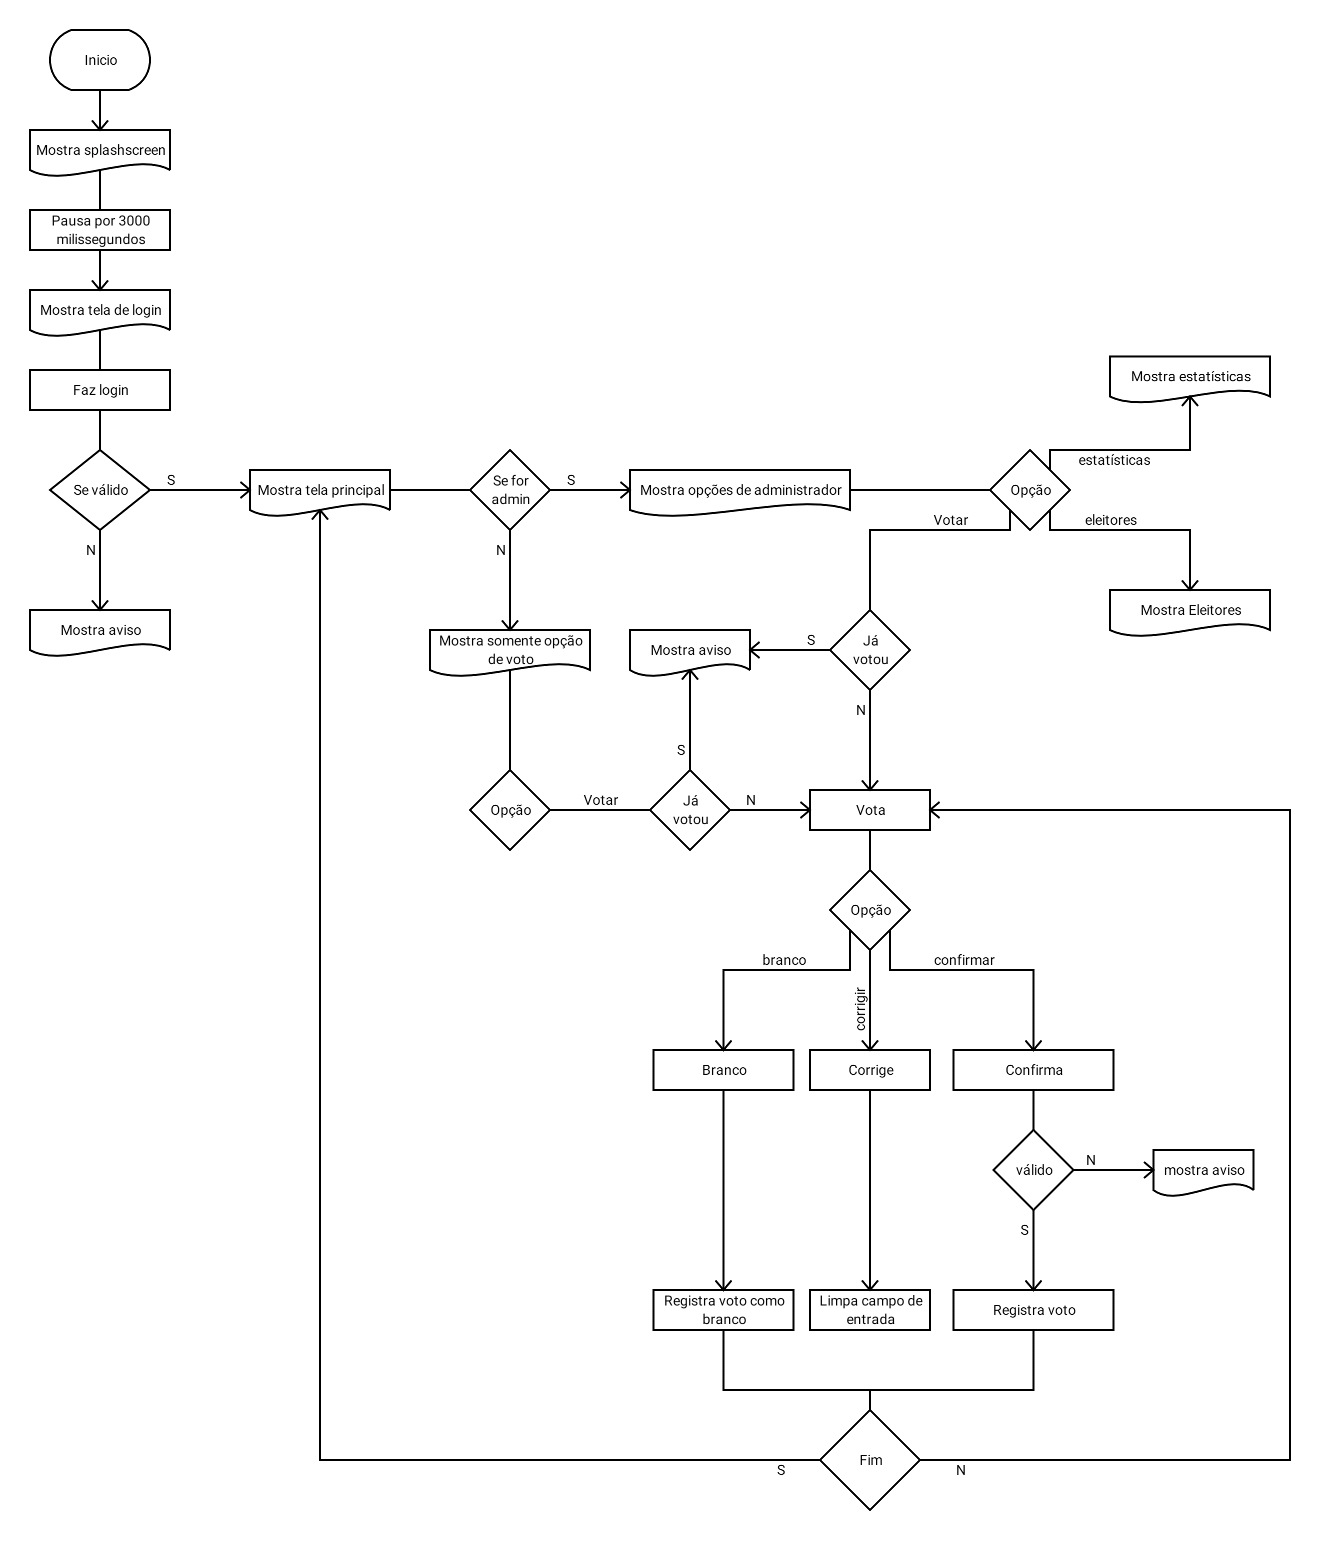 Inicio
Mostra splashscreen
Pausa por 3000
milissegundos
Mostra tela de login
Faz login
Se válido
S
N
Mostra aviso
Mostra tela principal
Se for
admin
S
N
Mostra opções de administrador
Opção
estatísticas
Mostra estatísticas
eleitores
Mostra Eleitores
Votar
Já
votou
S
N
Mostra aviso
Mostra somente opção
de voto
Opção
Votar
Já
votou
S
N
Vota
Opção
branco
corrigir
confirmar
Branco
Corrige
Confirma
válido
N
mostra aviso
S
Registra voto como
branco
Limpa campo de
entrada
Registra voto
Fim
S
N